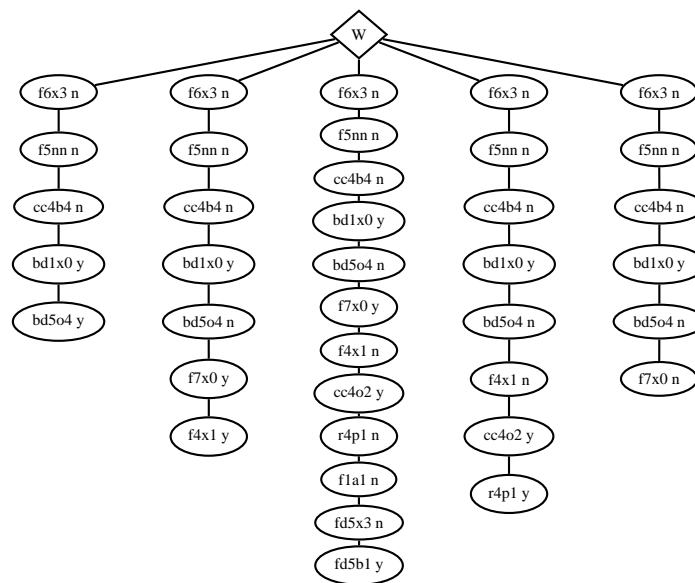 W
f6x3 n
f5nn n
cc4b4 n
bd1x0 y
bd5o4 y
f6x3 n
f5nn n
cc4b4 n
bd1x0 y
bd5o4 n
f7x0 y
f4x1 y
f6x3 n
f5nn n
cc4b4 n
bd1x0 y
bd5o4 n
f7x0 y
f4x1 n
cc4o2 y
r4p1 n
f1a1 n
fd5x3 n
fd5b1 y
f6x3 n
f5nn n
cc4b4 n
bd1x0 y
bd5o4 n
f4x1 n
cc4o2 y
r4p1 y
f6x3 n
f5nn n
cc4b4 n
bd1x0 y
bd5o4 n
f7x0 n